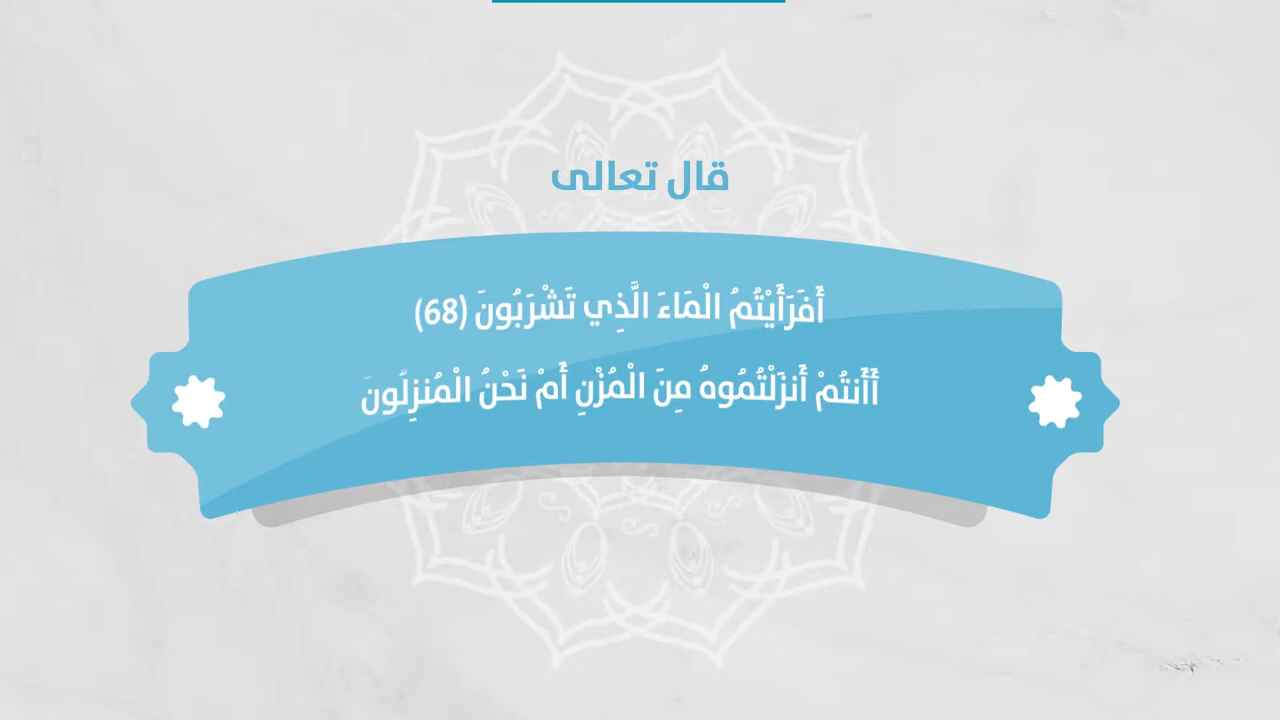 قال تعالى
أَفَرَأَيْتُمُ الْمَاءَ الَّذِي تَشْرَبُونَ (68)
أَأَنتُمْ أَنزَلْتُمُوهُ مِنَ الْمُزْنِ أَمْ نَحْنُ الْمُنزِلُونَ